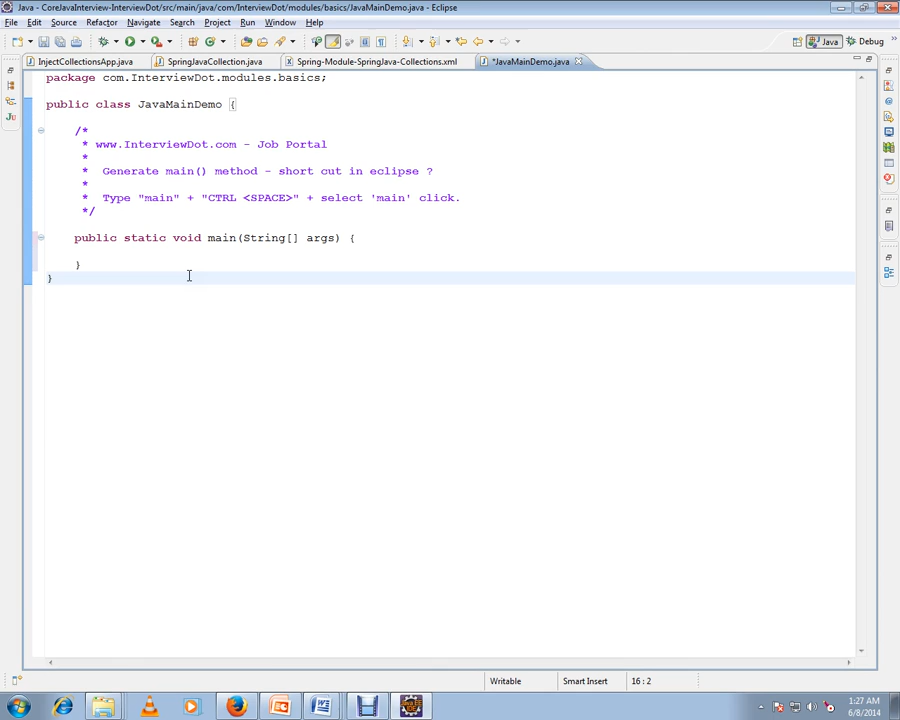 Java - CoreJavaInterview-InterviewDot/src/main/java/com/InterviewDot/modules/basics/JavaMainDemo.java - Eclipse
File Edit Source Refactor Navigate Search Project Run Window Help
Java Debug
InjectCollectionsApp.java SpringJavaCollection.java Spring-Module-SpringJava-Collections.xml *JavaMainDemo.java
package com.InterviewDot.modules.basics;
public class JavaMainDemo {
/*
* www.InterviewDot.com - Job Portal
*
* Generate main() method - short cut in eclipse ?
*
* Type "main" + "CTRL <SPACE>" + select 'main' click.
*/
public static void main(String[] args) {
}
}
Writable Smart Insert 16 : 2
1:27 AM
6/8/2014